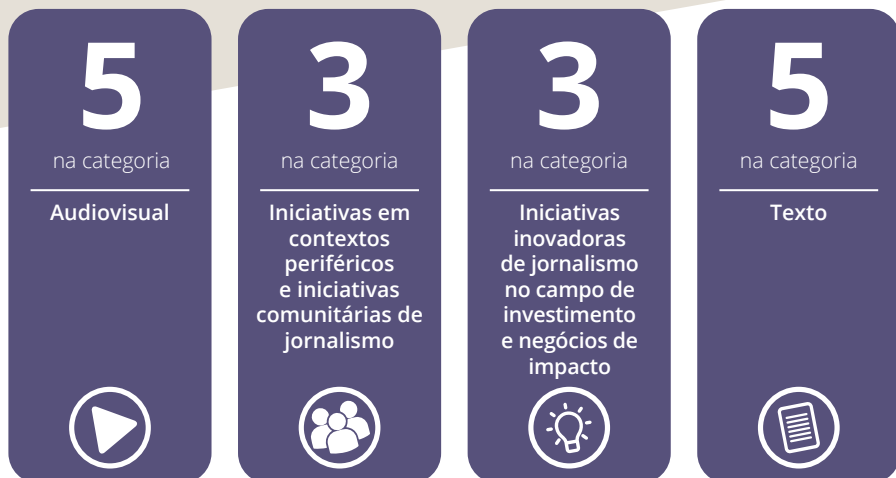 5
na categoria
Audiovisual
3
na categoria
Iniciativas em
contextos
periféricos
e iniciativas
comunitárias de
jornalismo
3
na categoria
Iniciativas
inovadoras
de jornalismo
no campo de
investimento
e negócios de
impacto
5
na categoria
Texto